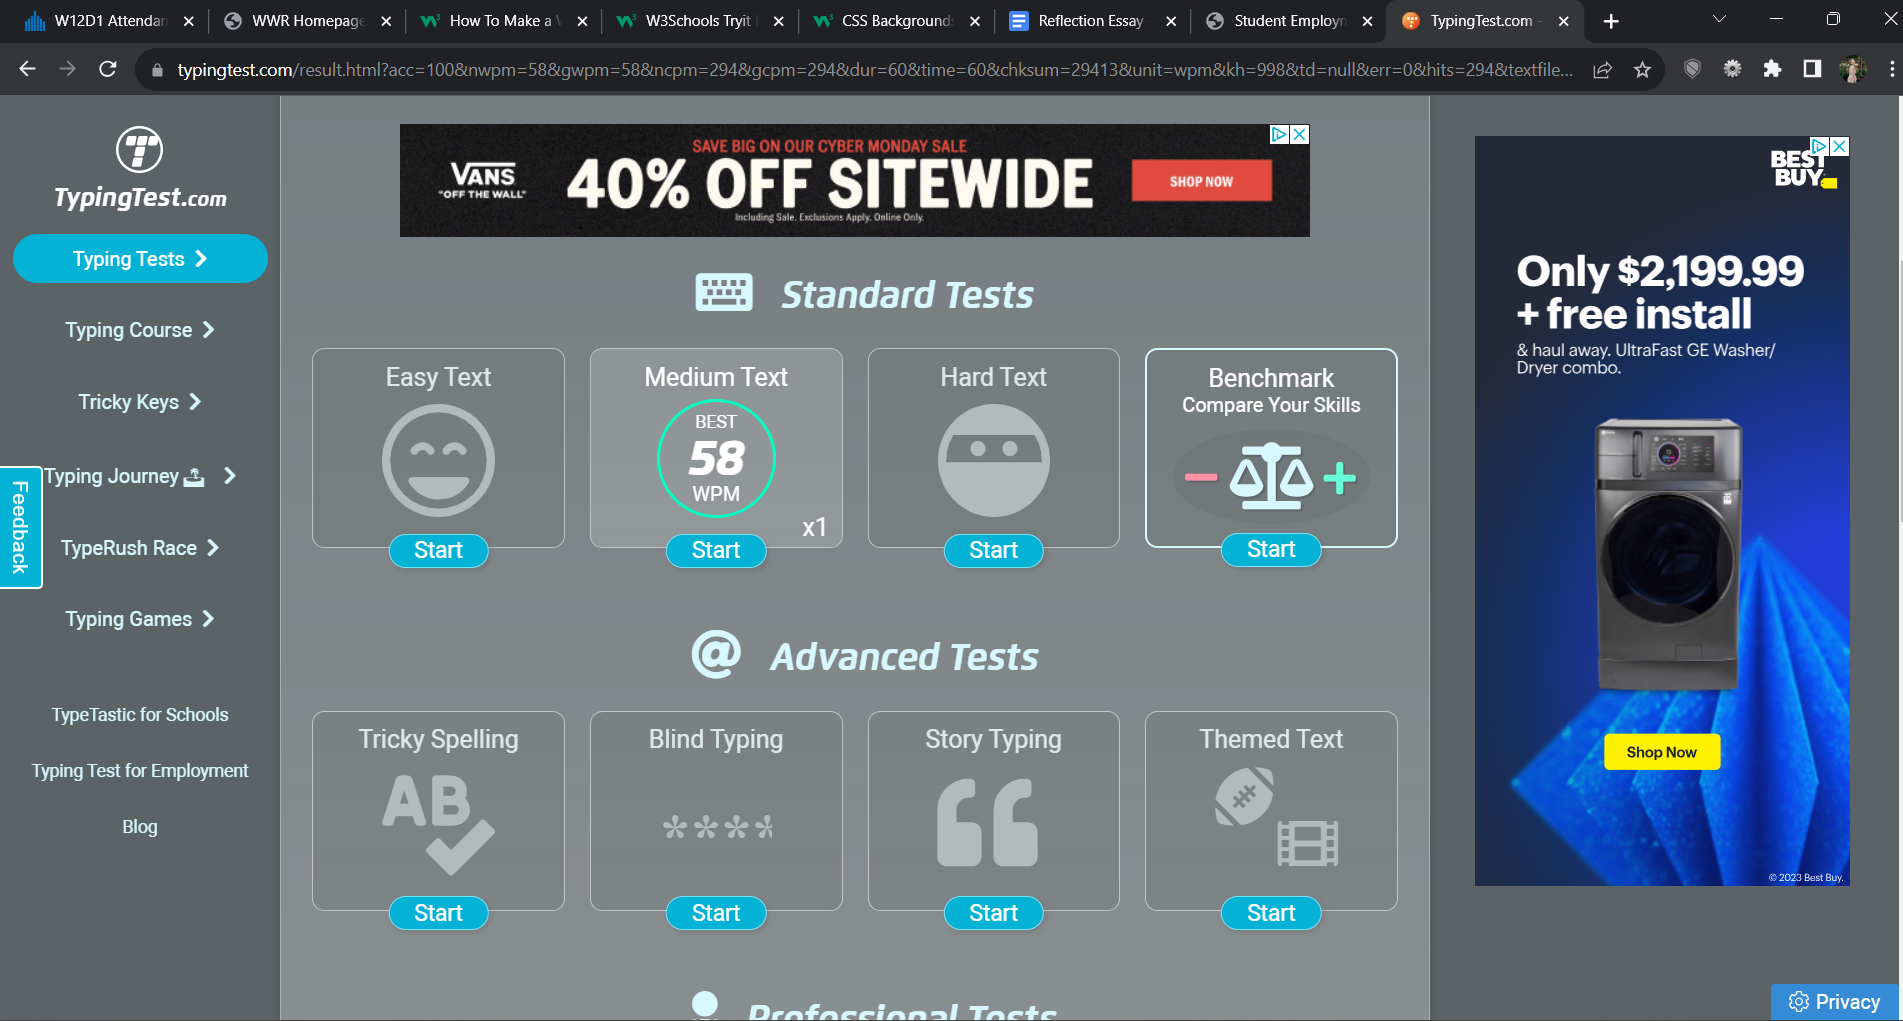 W12D1 Attendan
WWR Homepage
How To Make a
W3Schools Tryit
CSS Backgrounds
Reflection Essay
Student Employm
TypingTest.com -
typingtest.com/result.html?acc=100&nwpm=58&gwpm=58&ncpm=294&gcpm=294&dur=60&time=60&chksum=29413&unit=wpm&kh=998&td=null&err=0&hits=294&textfile...
TypingTest.com
Typing Tests
Typing Course
Tricky Keys
Typing Journey
TypeRush Race
Typing Games
TypeTastic for Schools
Typing Test for Employment
Blog
Feedback
VANS
"OFF THE WALL"
SAVE BIG ON OUR CYBER MONDAY SALE
40% OFF SITEWIDE
Including Sale. Exclusions Apply. Online Only.
SHOP NOW
Standard Tests
Easy Text
Start
Medium Text
BEST
58
WPM
x1
Start
Hard Text
Start
Benchmark
Compare Your Skills
Start
@ Advanced Tests
Tricky Spelling
AB
Start
Blind Typing
****
Start
Story Typing
Start
Themed Text
Start
Professional Tests
BEST
BUY
Only $2,199.99
+ free install
& haul away. UltraFast GE Washer/
Dryer combo.
Shop Now
© 2023 Best Buy.
Privacy